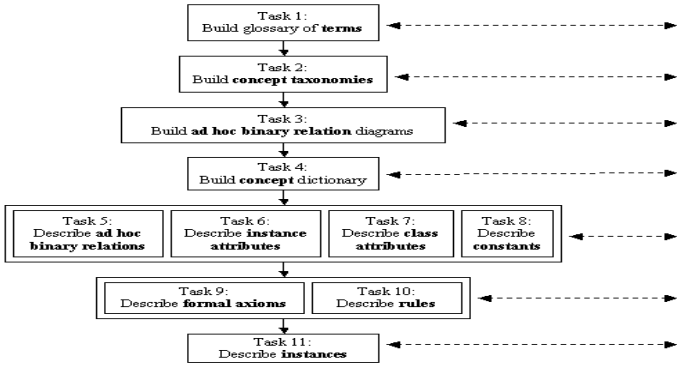 Task 1:
Build glossary of terms
Task 2:
Build concept taxonomies
Task 3:
Build ad hoc binary relation diagrams
Task 4:
Build concept dictionary
Task 5:
Describe ad hoc
binary relations
Task 6:
Describe instance
attributes
Task 7:
Describe class
attributes
Task 8:
Describe
constants
Task 9:
Describe formal axioms
Task 10:
Describe rules
Task 11:
Describe instances